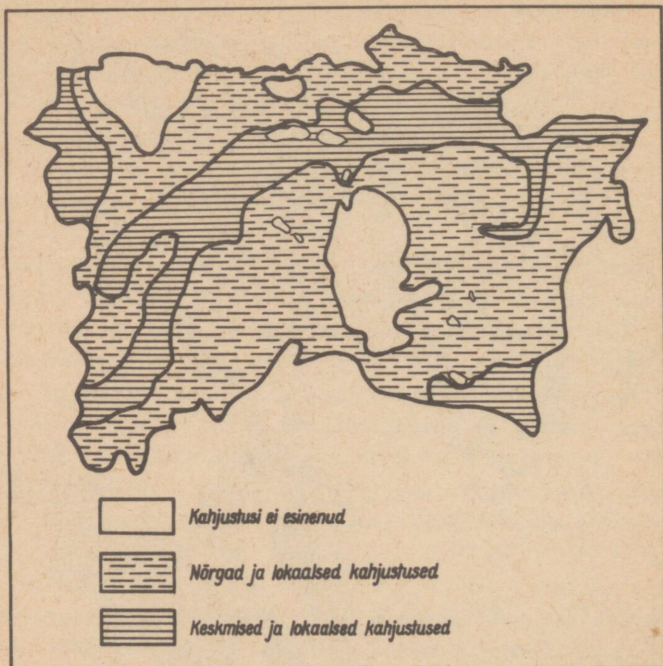 Kahjustusi ei esinenud
Nõrgad ja lokaalsed kahjustused
Keskmised ja lokaalsed kahjustused